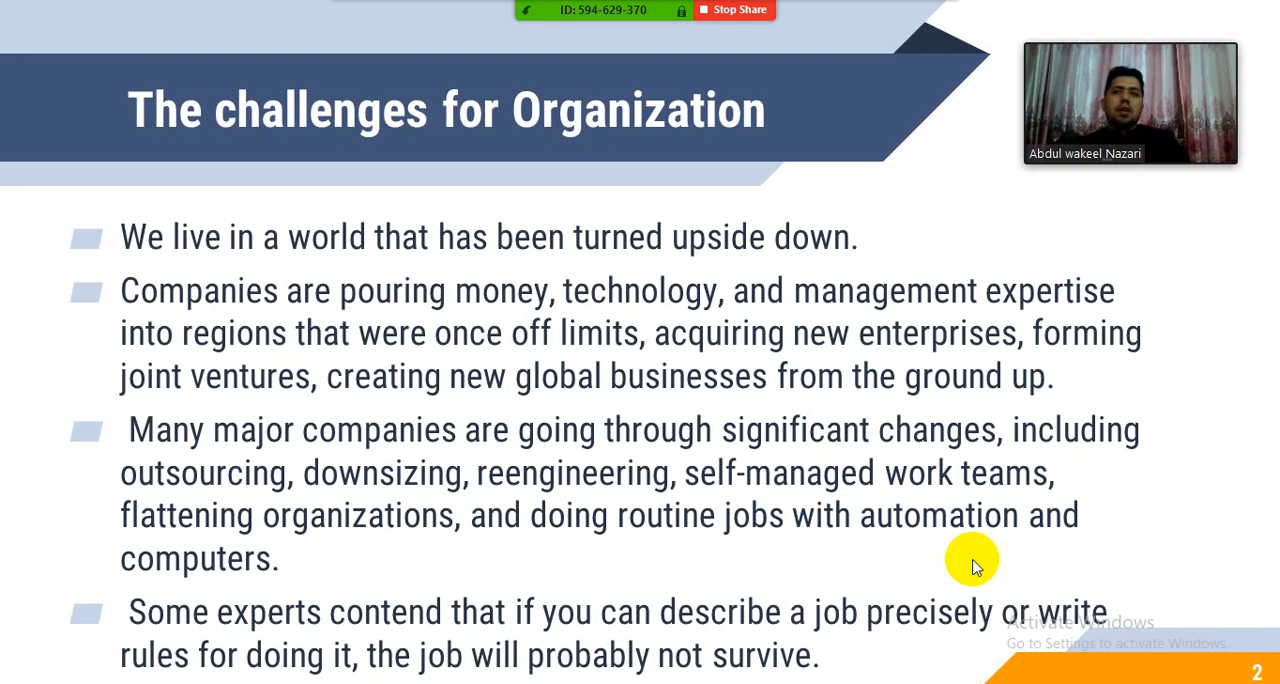 ID: 594-629-370
Stop Share
The challenges for Organization
Abdul wakeel Nazari
We live in a world that has been turned upside down.
Companies are pouring money, technology, and management expertise
into regions that were once off limits, acquiring new enterprises, forming
joint ventures, creating new global businesses from the ground up.
Many major companies are going through significant changes, including
outsourcing, downsizing, reengineering, self-managed work teams,
flattening organizations, and doing routine jobs with automation and
computers.
Some experts contend that if you can describe a job precisely or write
rules for doing it, the job will probably not survive.
Activate Windows
Go to Settings to activate Windows.
2